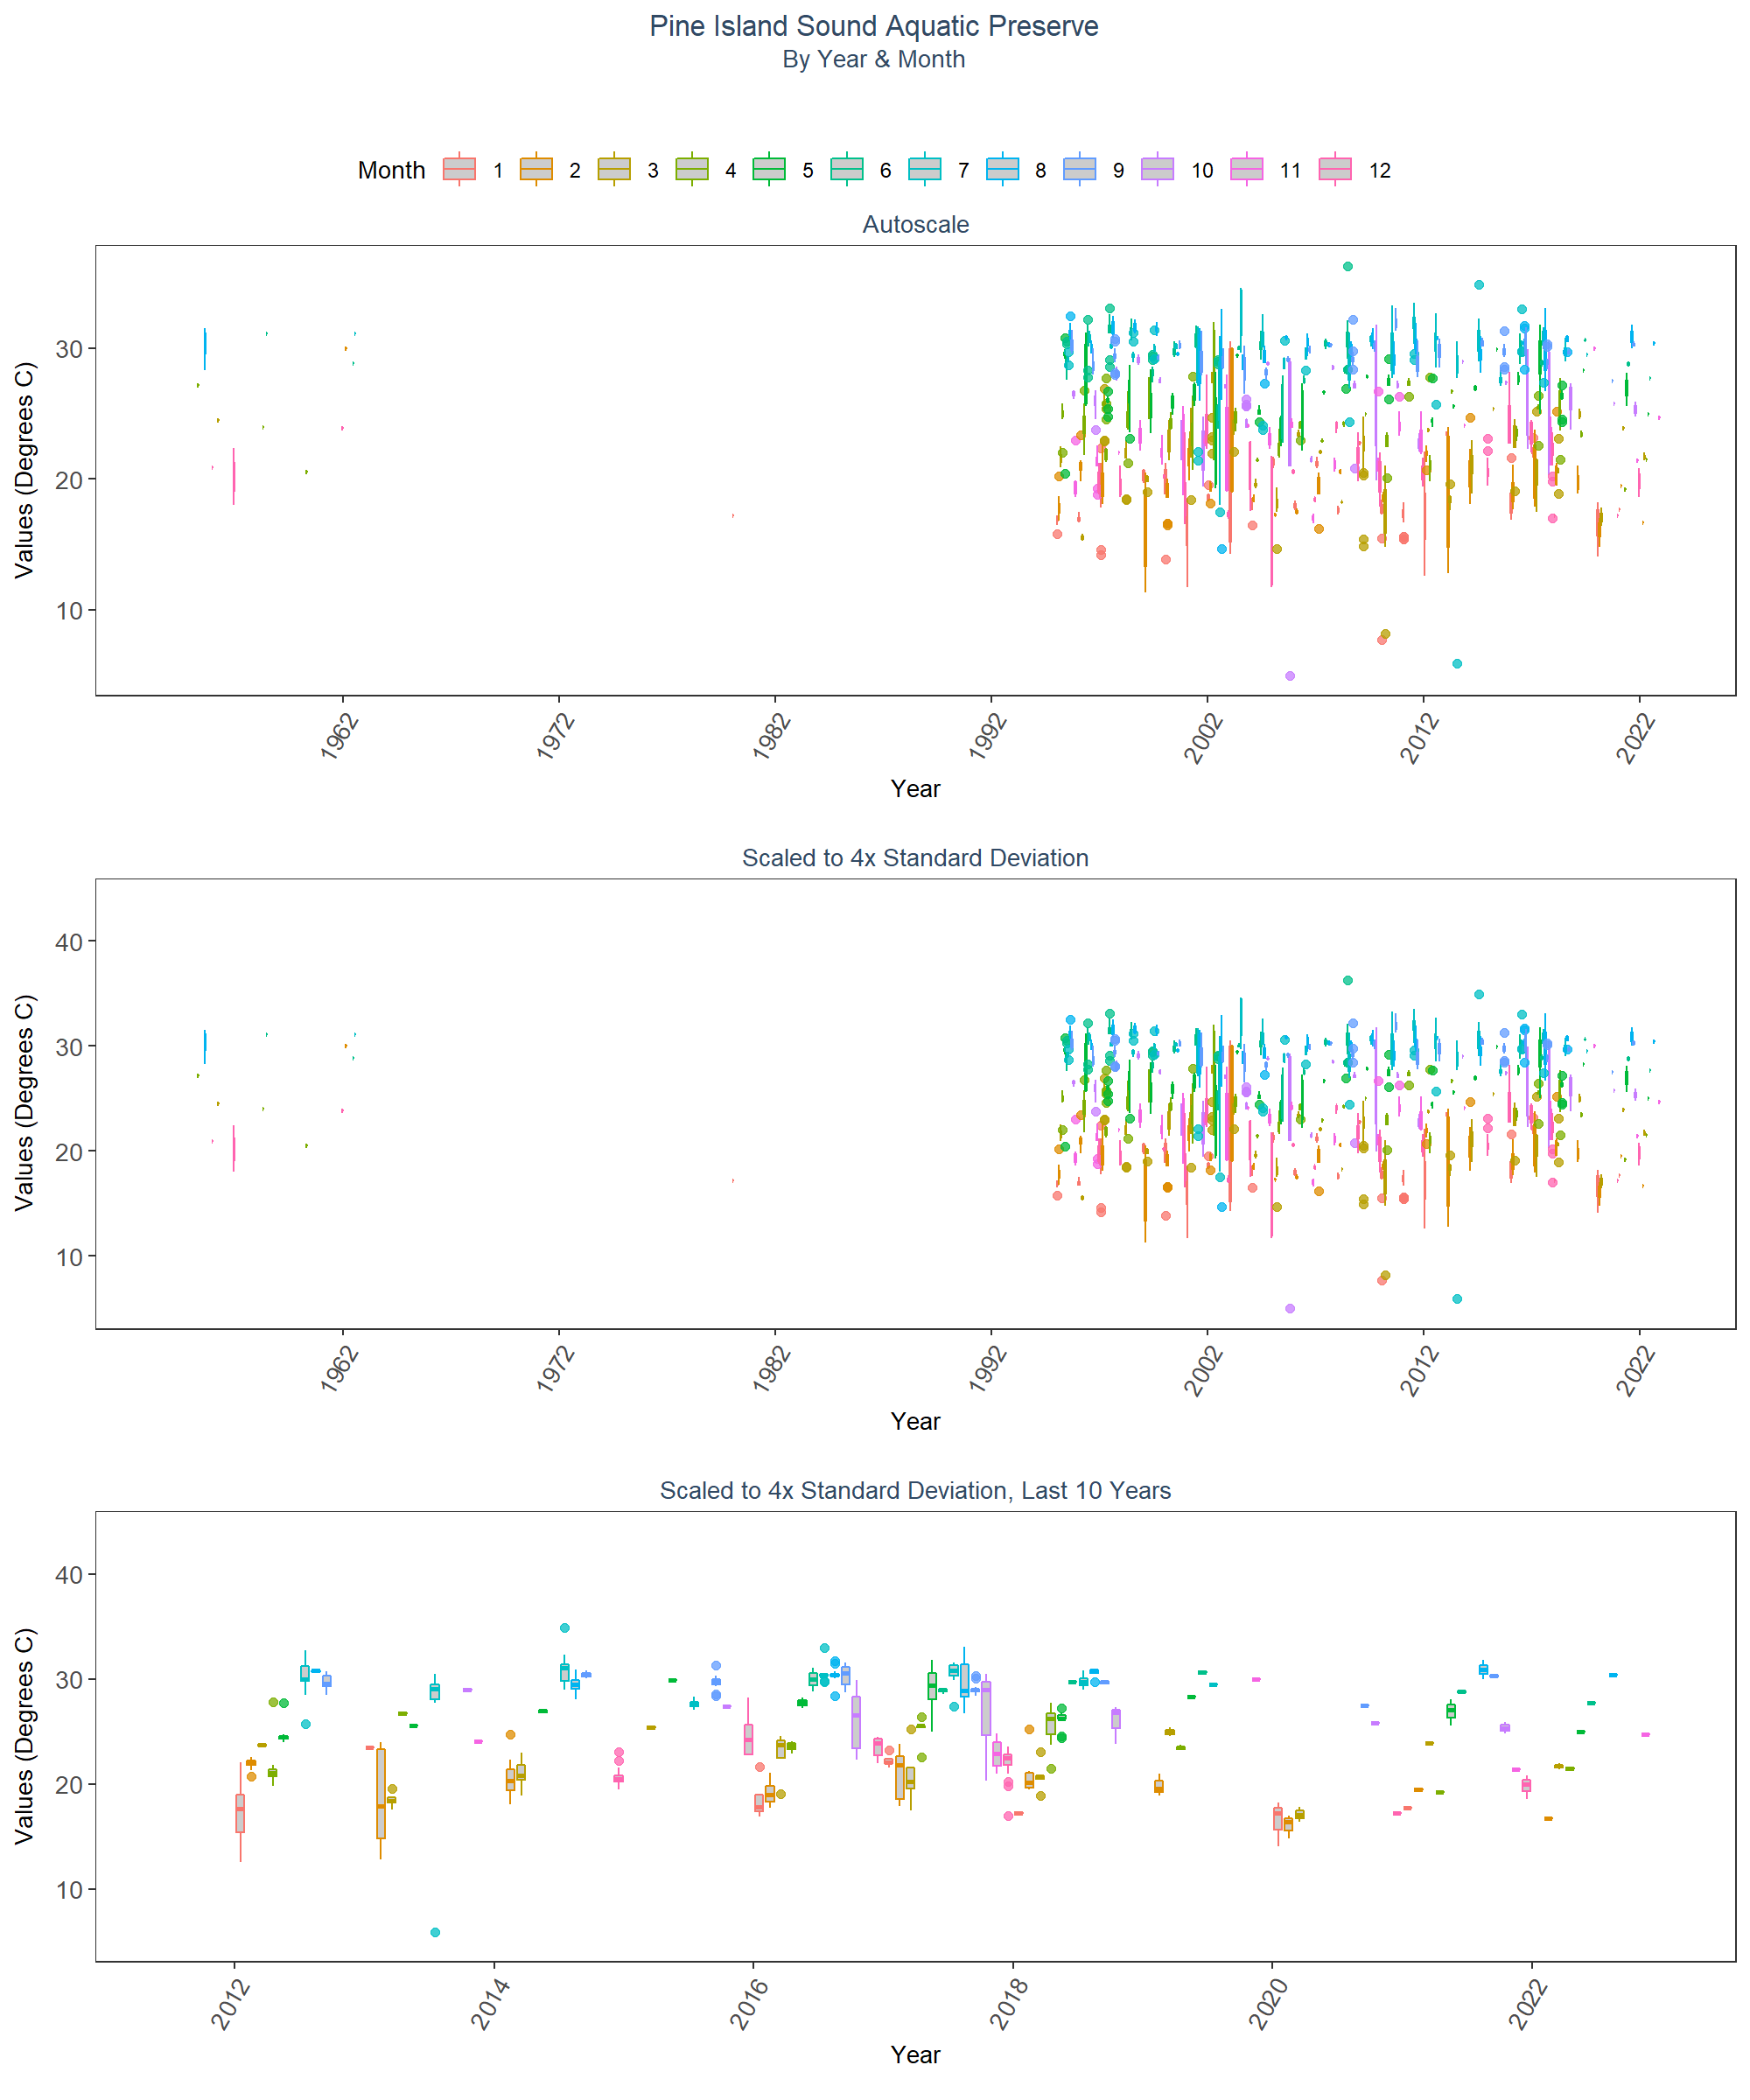 Pine Island Sound Aquatic Preserve
By Year & Month
Month 1 2 3 4 5 6 7 8 9 10 11 12
Autoscale
Values (Degrees C)
30
20
10
1962 1972 1982 1992 2002 2012 2022
Year
Scaled to 4x Standard Deviation
Values (Degrees C)
40
30
20
10
1962 1972 1982 1992 2002 2012 2022
Year
Scaled to 4x Standard Deviation, Last 10 Years
Values (Degrees C)
40
30
20
10
2012 2014 2016 2018 2020 2022
Year